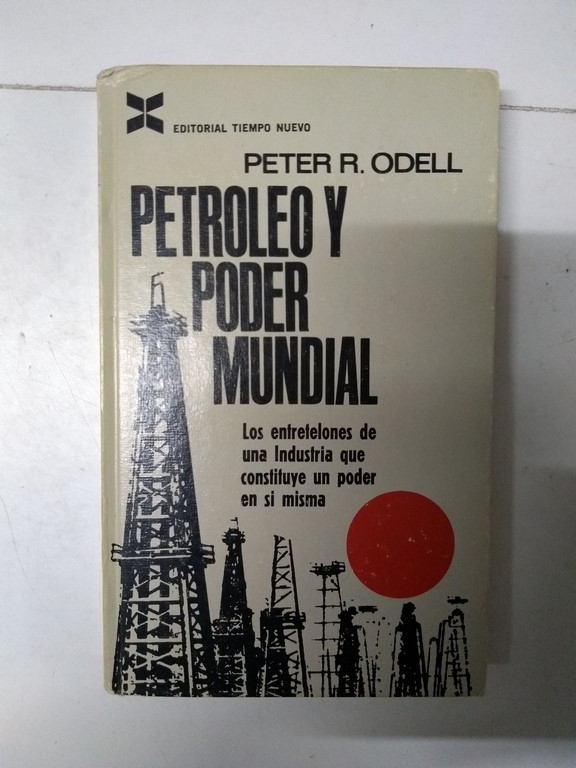 EDITORIAL TIEMPO NUEVO
PETER R. ODELL
PETROLEO Y
PODER
MUNDIAL
Los entretelones de
una Industria que
constituye un poder
en si misma